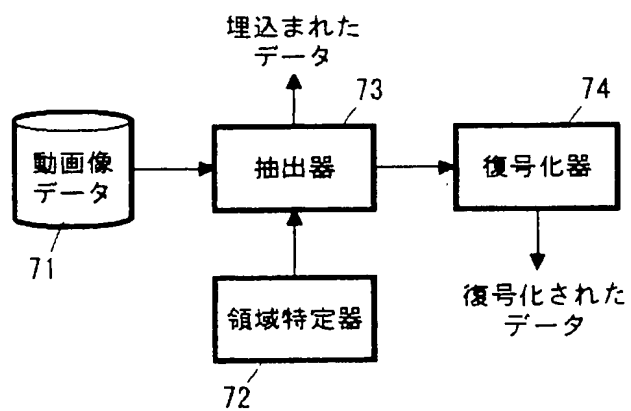 埋込まれた
データ
73
74
動画像
データ
抽出器
復号化器
71
領域特定器
復号化された
データ
72